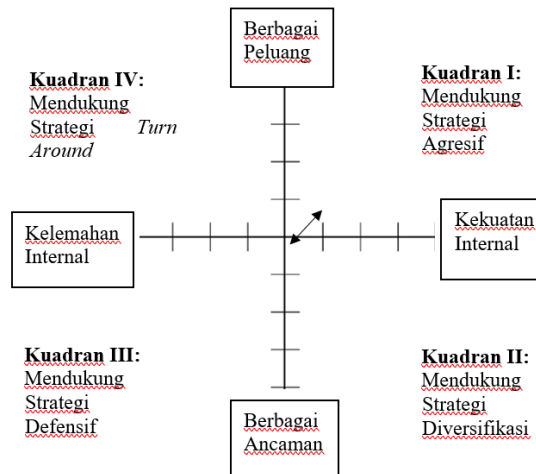 Berbagai
Peluang
Kuadran IV:
Mendukung
Strategi Turn
Around
Kuadran I:
Mendukung
Strategi
Agresif
Kelemahan
Internal
Kekuatan
Internal
Kuadran III:
Mendukung
Strategi
Defensif
Berbagai
Ancaman
Kuadran II:
Mendukung
Strategi
Diversifikasi